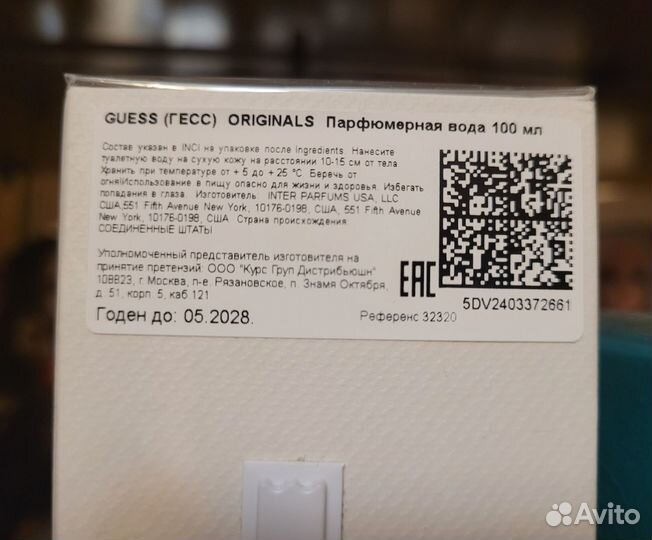 GUESS (ГЕСС) ORIGINALS Парфюмерная вода 100 мл
Состав указан в INCI на упаковке после Ingredients. Нанесите
туалетную воду на сухую кожу на расстоянии 10-15 см от тела.
Хранить при температуре от + 5 до + 25 °C. Беречь от
огня!Использование в пищу опасно для жизни и здоровья. Избегать
попадания в глаза. Изготовитель: INTER PARFUMS USA, LLC
США,551 Fifth Avenue New York, 10176-0198, США, 551 Fifth Avenue
New York, 10176-0198, США Страна происхождения:
СОЕДИНЕННЫЕ ШТАТЫ
Уполномоченный представитель изготовителя на
принятие претензий: ООО "Курс Груп Дистрибьюшн"
108823, г. Москва, п-е. Рязановское, п. Знамя Октября,
д. 51, корп. 5, каб 121
EAC
5DV2403372661
Годен до: 05.2028.
Референс 32320
Avito